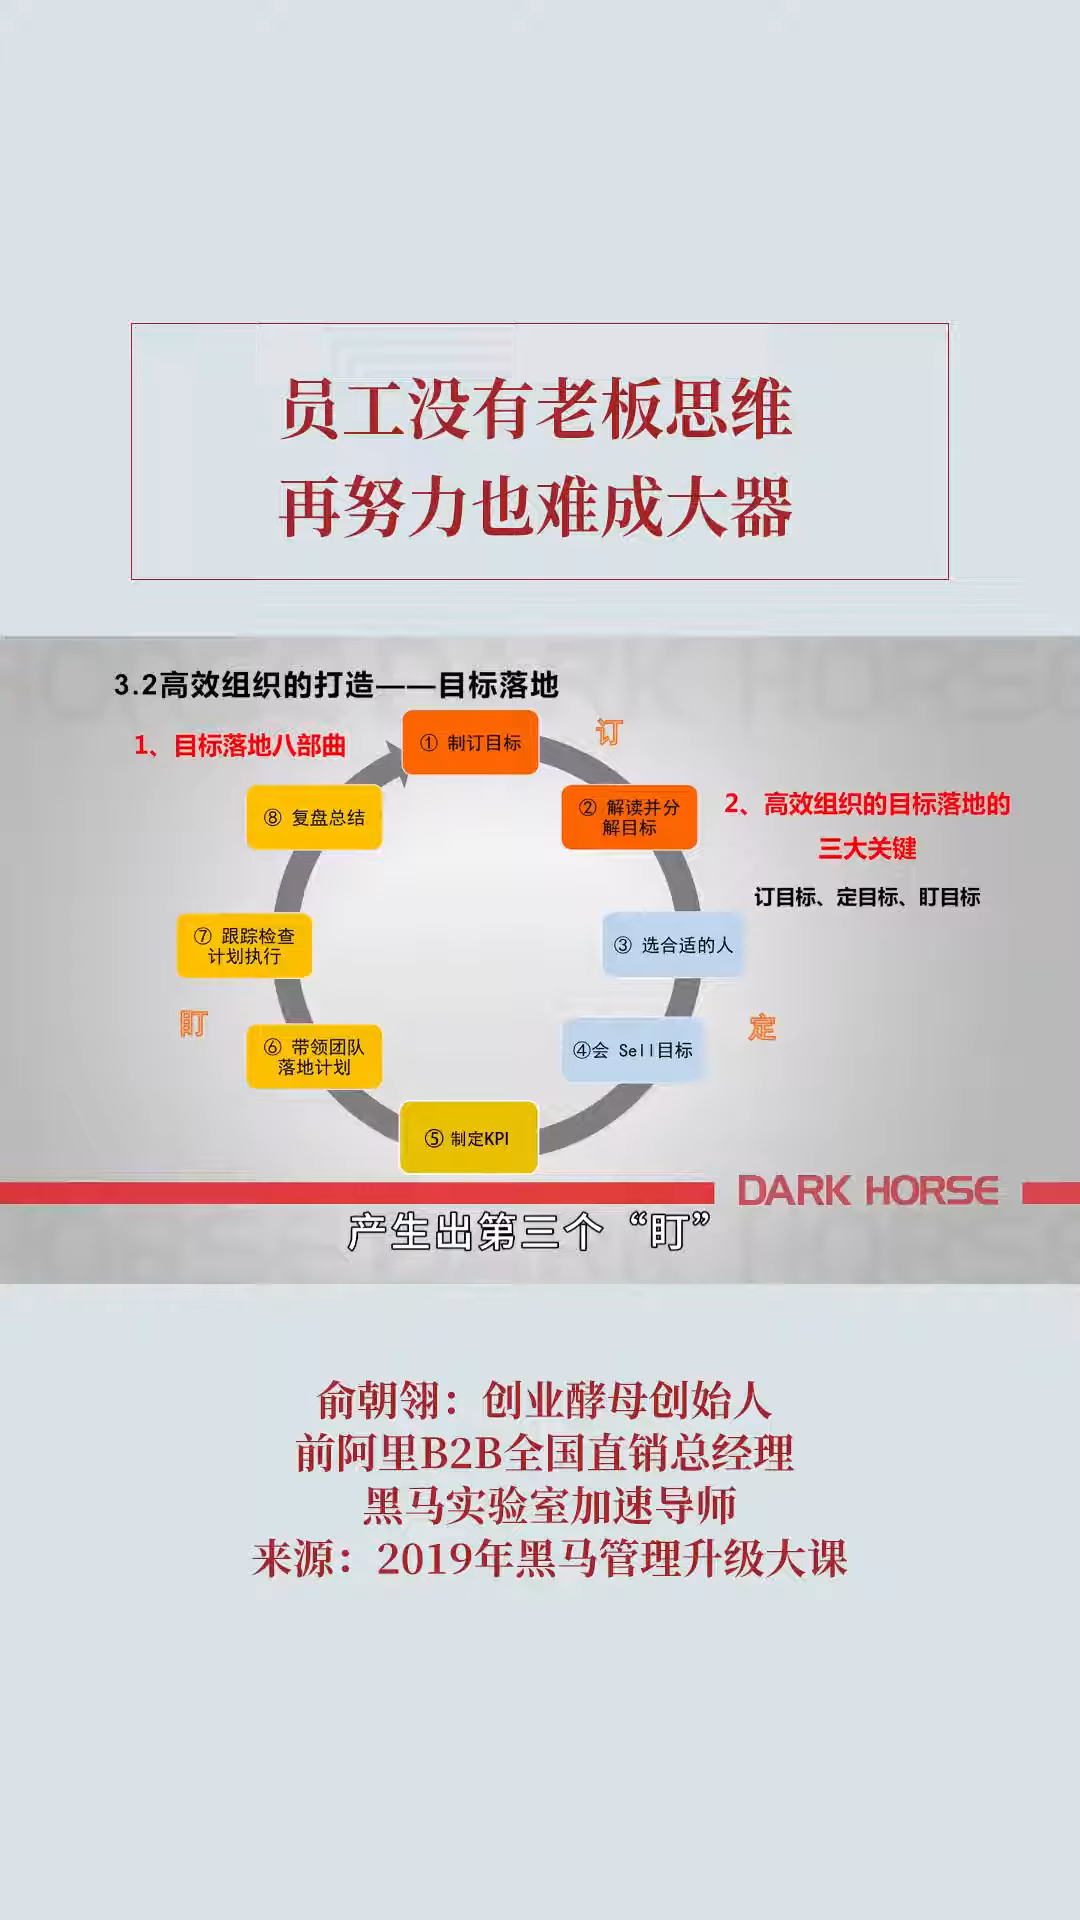 员工没有老板思维
再努力也难成大器
3.2高效组织的打造——目标落地
1、目标落地八部曲
① 制订目标
订
② 解读并分
解目标
2、高效组织的目标落地的
三大关键
订目标、定目标、盯目标
③ 选合适的人
④会 Sell目标
定
⑤ 制定KPI
⑥ 带领团队
落地计划
盯
⑦ 跟踪检查
计划执行
⑧ 复盘总结
DARK HORSE
产生出第三个“盯”
俞朝翎：创业酵母创始人
前阿里B2B全国直销总经理
黑马实验室加速导师
来源：2019年黑马管理升级大课